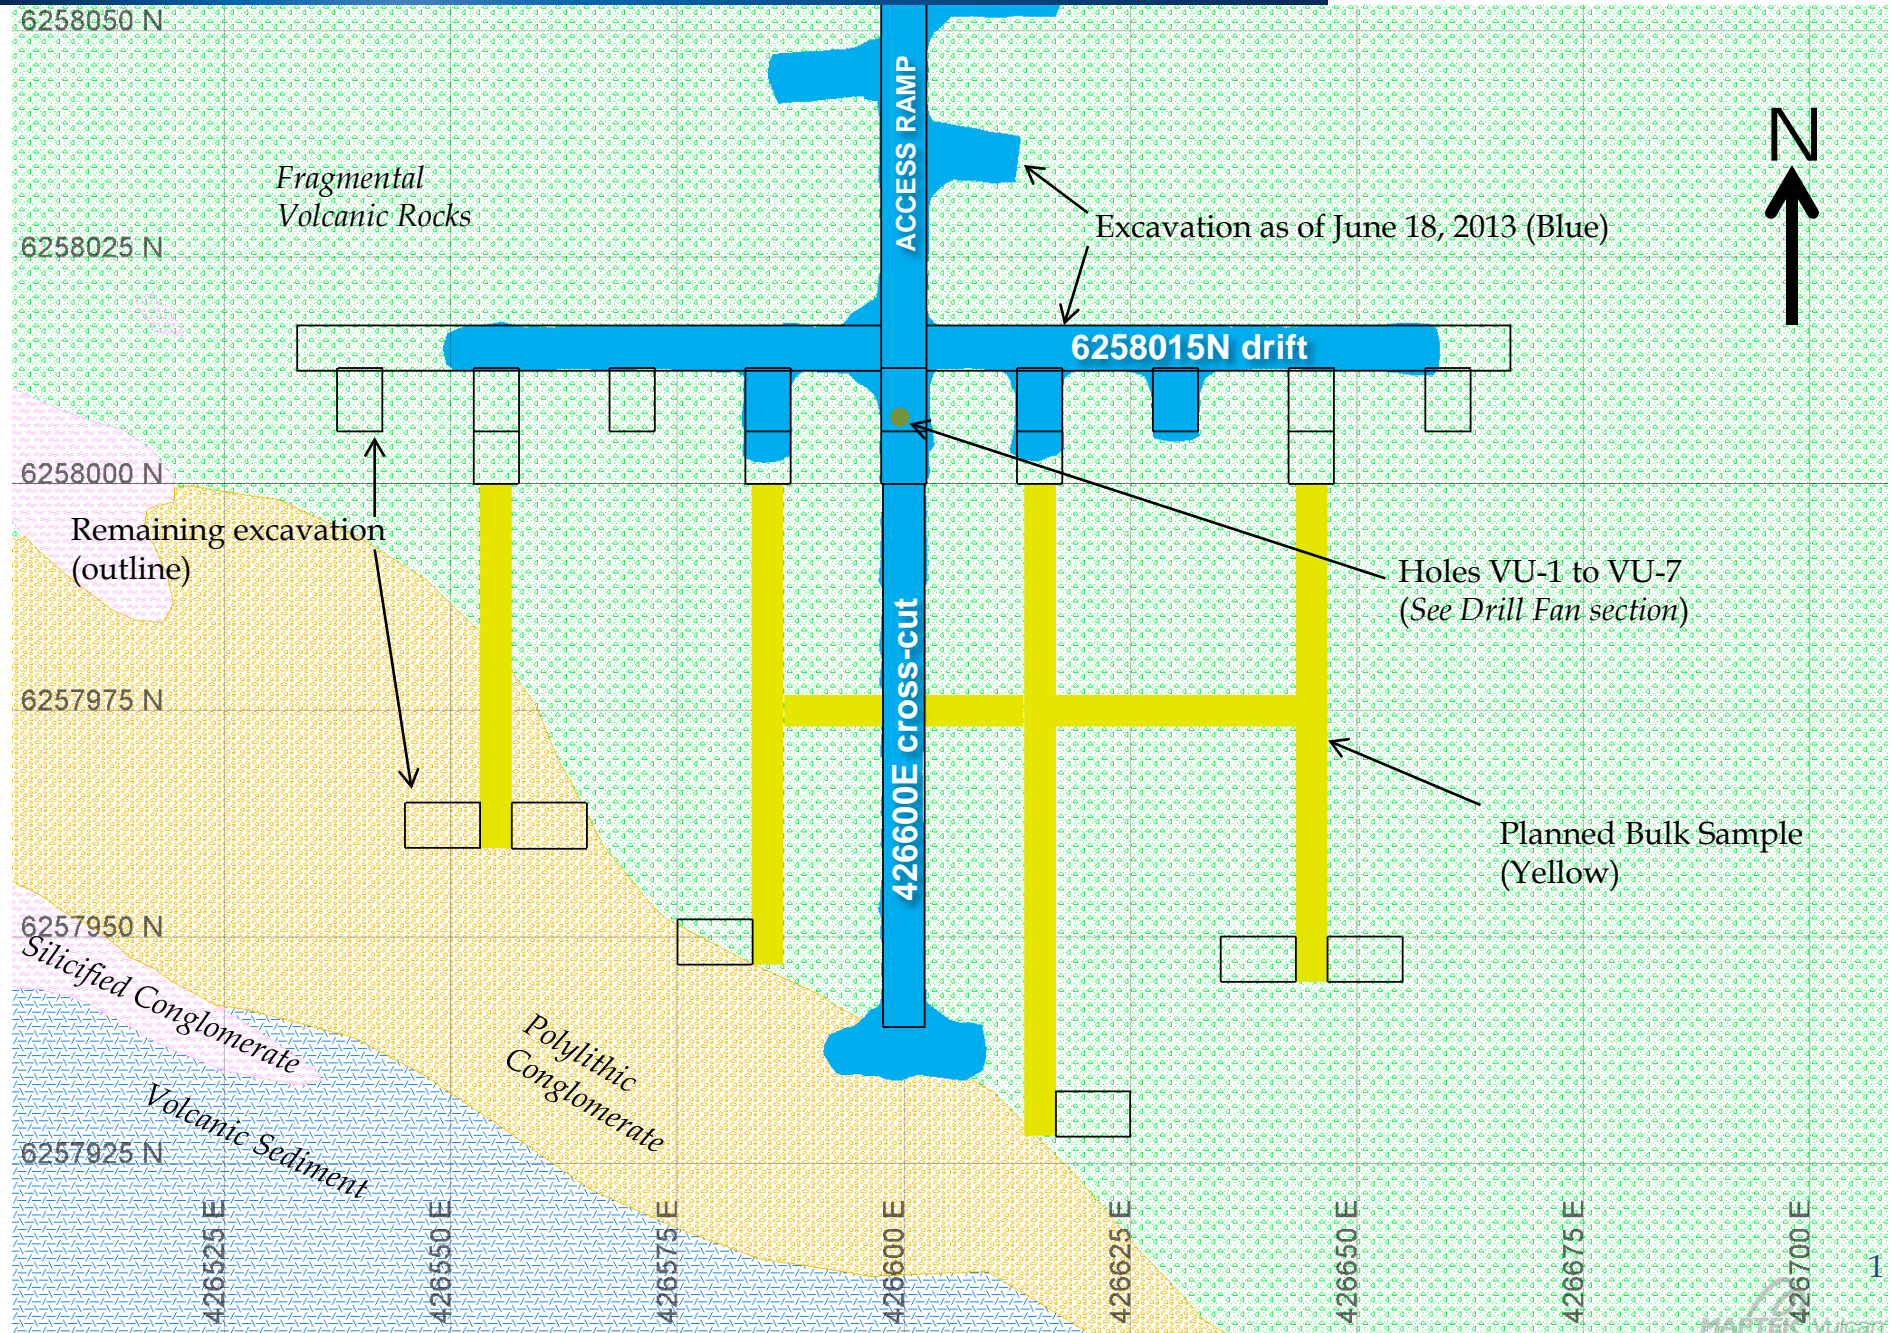 6258050 N
ACCESS RAMP
N
Fragmental
Volcanic Rocks
Excavation as of June 18, 2013 (Blue)
6258025 N
6258015N drift
6258000 N
Remaining excavation
(outline)
Holes VU-1 to VU-7
(See Drill Fan section)
426600E cross-cut
6257975 N
Planned Bulk Sample
(Yellow)
6257950 N
Silicified Conglomerate
Polylithic
Conglomerate
Volcanic Sediment
6257925 N
426525 E
426550 E
426575 E
426600 E
426625 E
426650 E
426675 E
426700 E
1
MAPTEK Vulcan